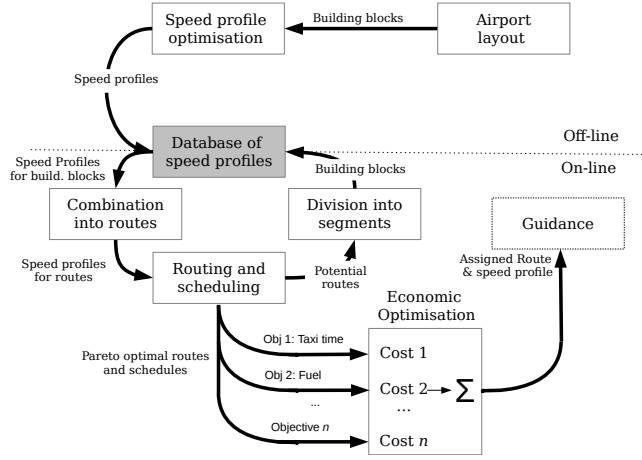 Speed profile
optimisation
Building blocks
Airport
layout
Speed profiles
Database of
speed profiles
Off-line
On-line
Speed Profiles
for build. blocks
Building blocks
Combination
into routes
Division into
segments
Guidance
Speed profiles
for routes
Routing and
scheduling
Potential
routes
Assigned Route
& speed profile
Economic
Optimisation
Pareto optimal routes
and schedules
Obj 1: Taxi time
Cost 1
Obj 2: Fuel
Cost 2
Σ
...
...
Objective n
Cost n